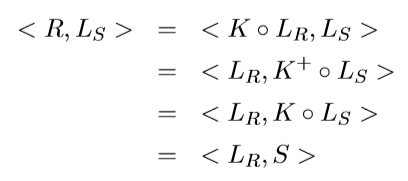 < R, L_S > = < K ∘ L_R, L_S >
= < L_R, K^+ ∘ L_S >
= < L_R, K ∘ L_S >
= < L_R, S >